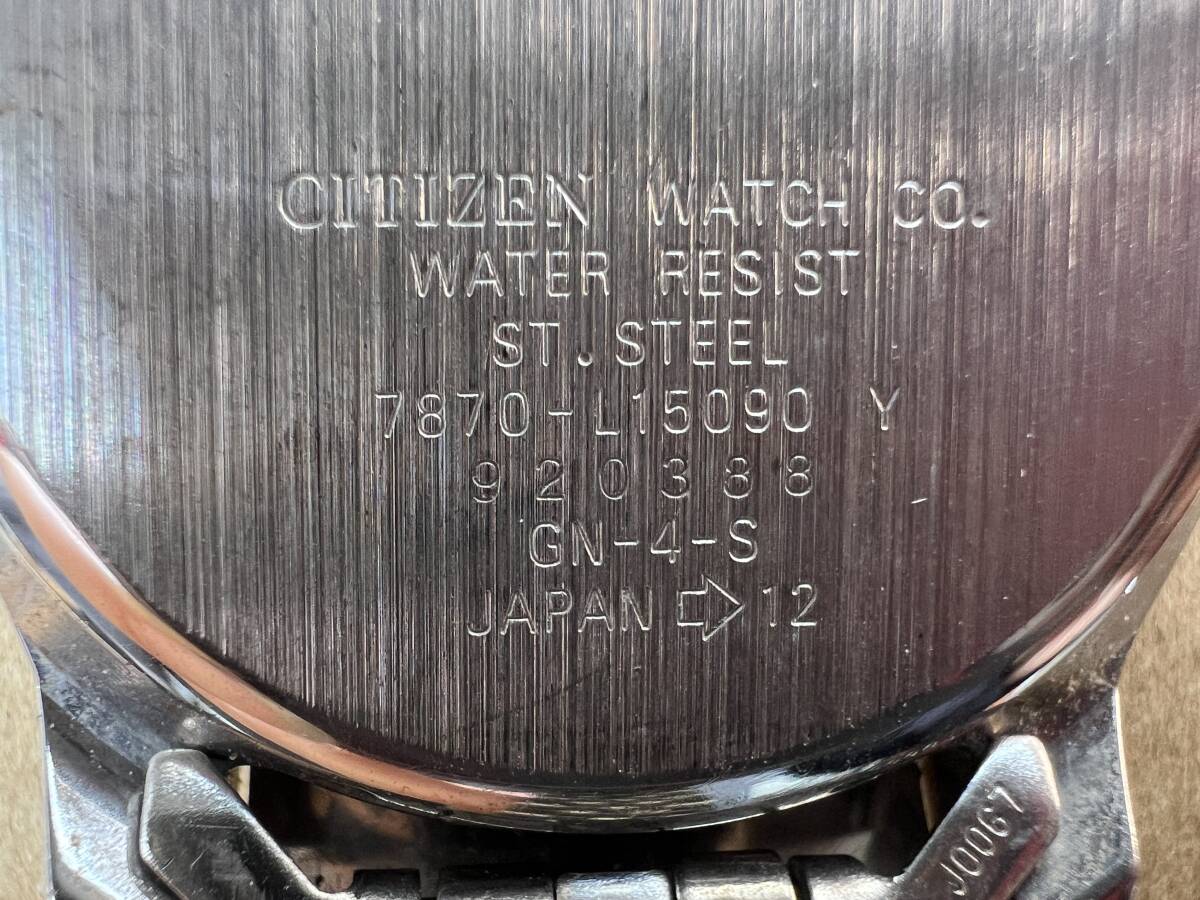 CITIZEN WATCH CO.
WATER RESIST
ST. STEEL
7870-L15090 Y
920388
GN-4-S
JAPAN ⇨ 12
J0067